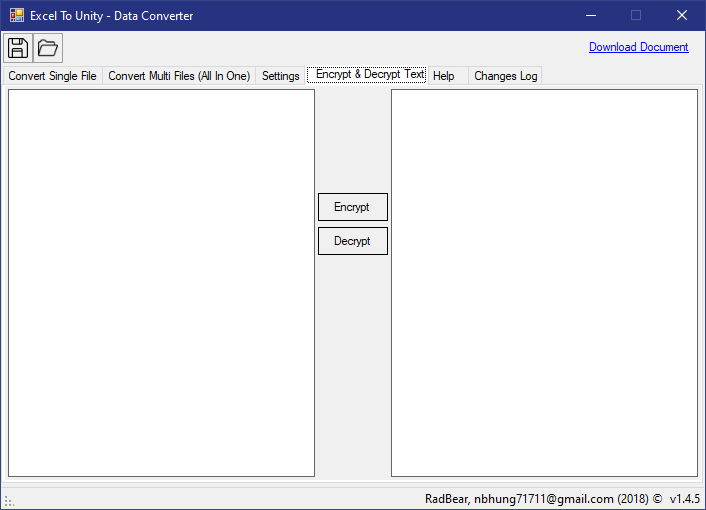 Excel To Unity - Data Converter
Download Document
Convert Single File Convert Multi Files (All In One) Settings Encrypt & Decrypt Text Help Changes Log
Encrypt
Decrypt
RadBear, nbhung71711@gmail.com (2018) © v1.4.5